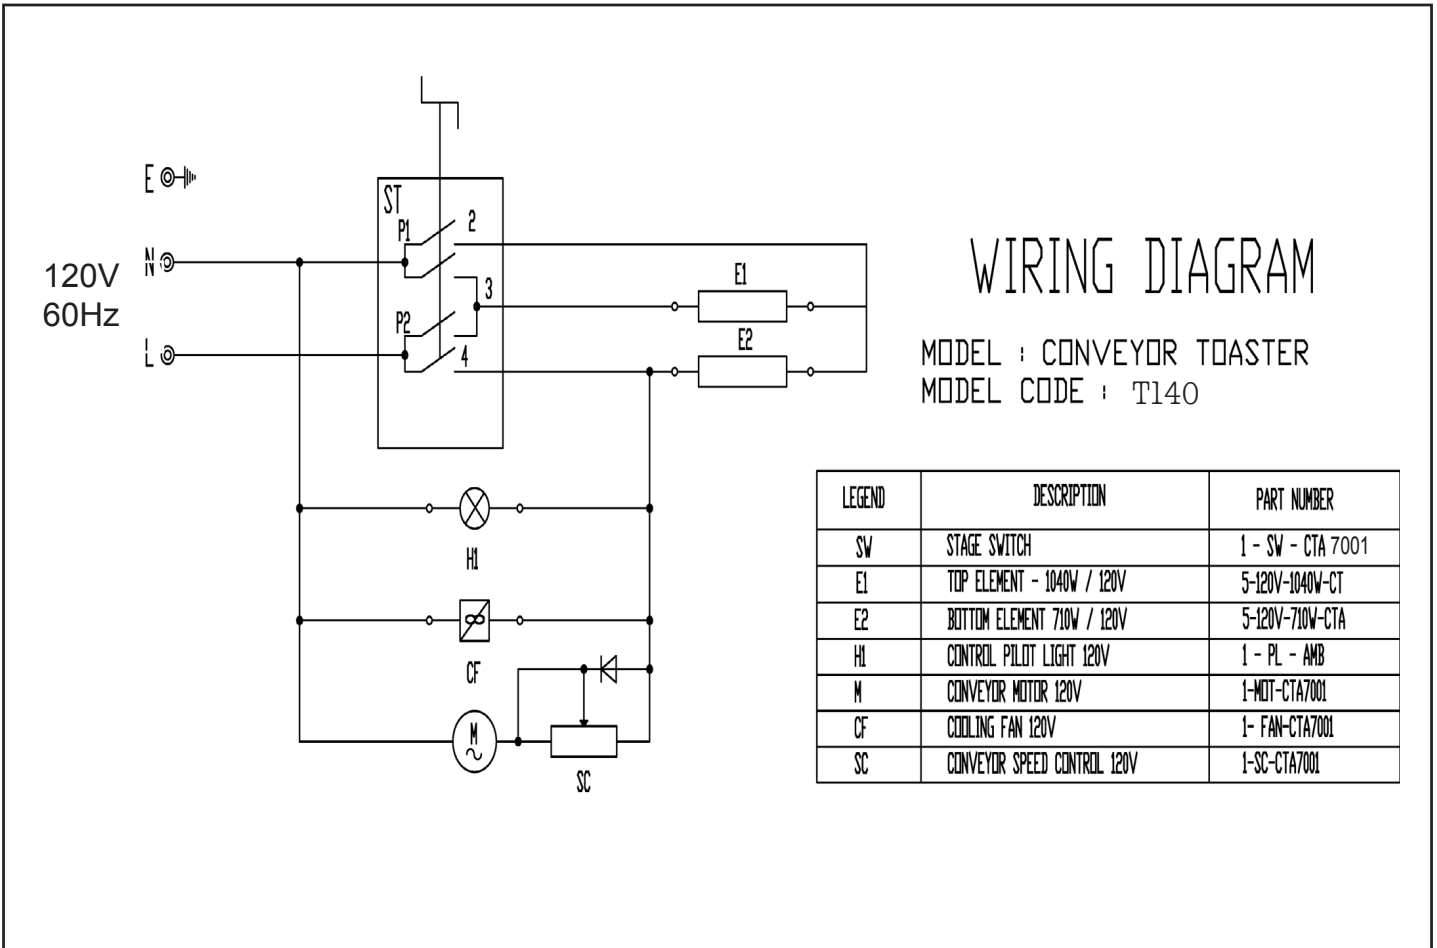 E
N
120V
60Hz
L
ST
P1
2
3
P2
4
E1
E2
H1
CF
M
SC
WIRING DIAGRAM
MODEL : CONVEYOR TOASTER
MODEL CODE : T140
LEGEND DESCRIPTION PART NUMBER
SW STAGE SWITCH 1 - SW - CTA 7001
E1 TOP ELEMENT - 1040W / 120V 5-120V-1040W-CT
E2 BOTTOM ELEMENT 710W / 120V 5-120V-710W-CTA
H1 CONTROL PILOT LIGHT 120V 1 - PL - AMB
M CONVEYOR MOTOR 120V 1-MOT-CTA7001
CF COOLING FAN 120V 1- FAN-CTA7001
SC CONVEYOR SPEED CONTROL 120V 1-SC-CTA7001